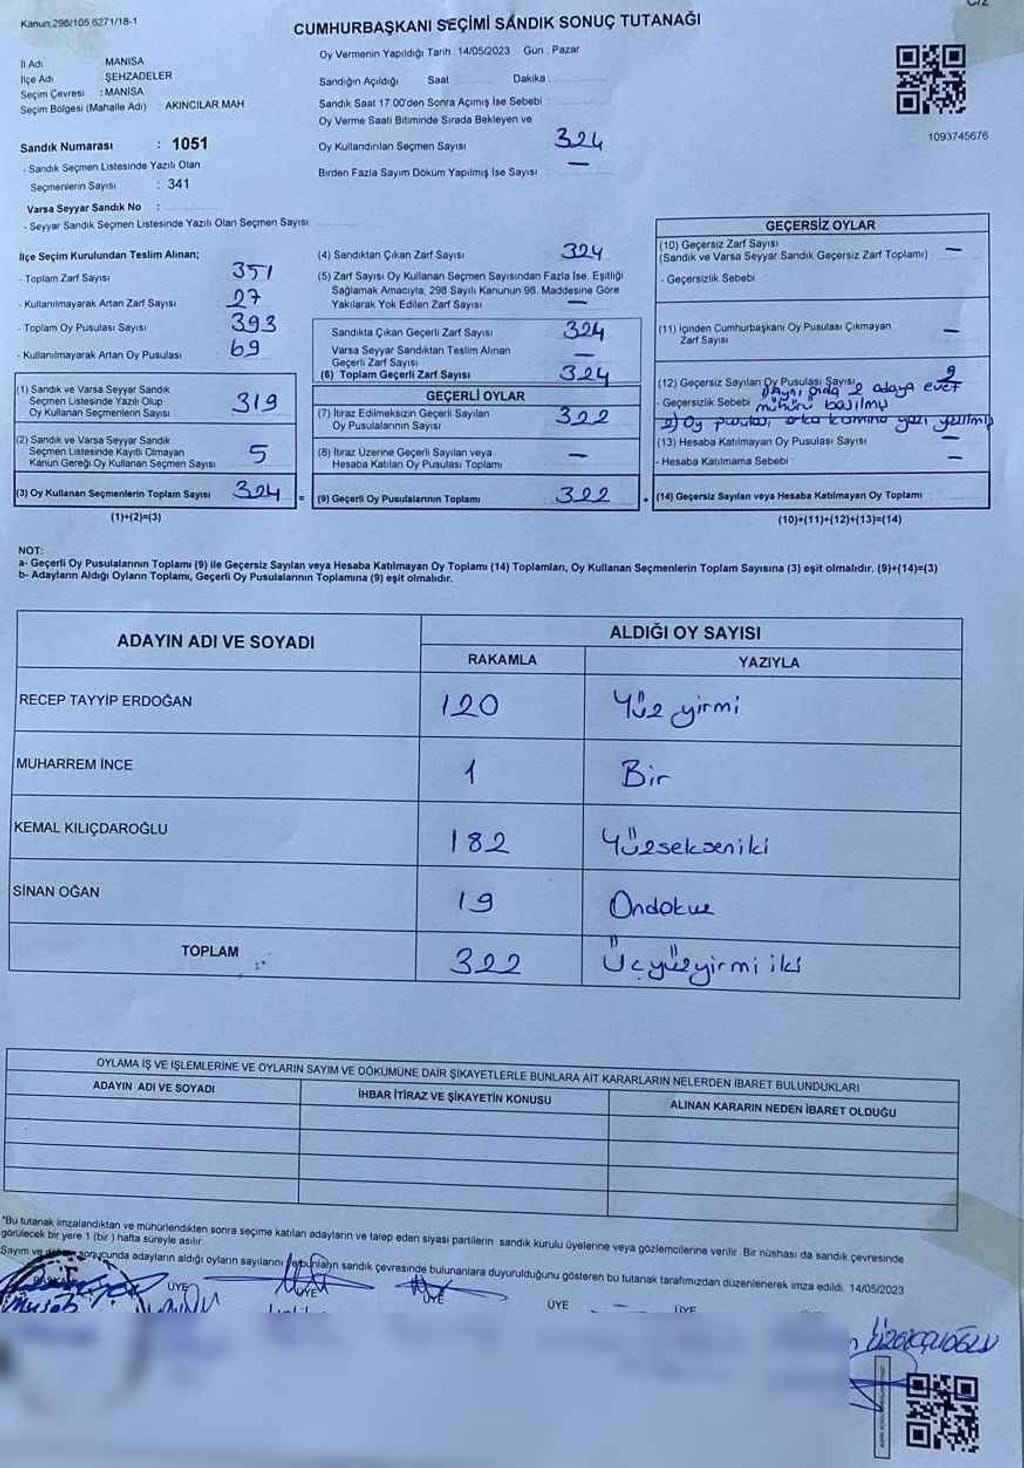 Kanun:298/105,6271/18-1
CUMHURBAŞKANI SEÇİMİ SANDIK SONUÇ TUTANAĞI
İl Adı MANİSA
İlçe Adı ŞEHZADELER
Seçim Çevresi : MANİSA
Seçim Bölgesi (Mahalle Adı) AKINCILAR MAH
Sandık Numarası : 1051
- Sandık Seçmen Listesinde Yazılı Olan
Seçmenlerin Sayısı : 341
Varsa Seyyar Sandık No :
- Seyyar Sandık Seçmen Listesinde Yazılı Olan Seçmen Sayısı
Oy Vermenin Yapıldığı Tarih 14/05/2023 Gün : Pazar
Sandığın Açıldığı Saat Dakika
Sandık Saat 17 00'den Sonra Açılmış İse Sebebi
Oy Verme Saati Bitiminde Sırada Bekleyen ve
Oy Kullandırılan Seçmen Sayısı 324
Birden Fazla Sayım Döküm Yapılmış İse Sayısı —
1093745676
İlçe Seçim Kurulundan Teslim Alınan;
- Toplam Zarf Sayısı 351
- Kullanılmayarak Artan Zarf Sayısı 27
- Toplam Oy Pusulası Sayısı 393
- Kullanılmayarak Artan Oy Pusulası 69
(1) Sandık ve Varsa Seyyar Sandık
Seçmen Listesinde Yazılı Olup
Oy Kullanan Seçmenlerin Sayısı 319
(2) Sandık ve Varsa Seyyar Sandık
Seçmen Listesinde Kayıtlı Olmayan
Kanun Gereği Oy Kullanan Seçmen Sayısı 5
(3) Oy Kullanan Seçmenlerin Toplam Sayısı 324 =
(1)+(2)=(3)
(4) Sandıktan Çıkan Zarf Sayısı 324
(5) Zarf Sayısı Oy Kullanan Seçmen Sayısından Fazla İse, Eşitliği
Sağlamak Amacıyla, 298 Sayılı Kanunun 98. Maddesine Göre
Yakılarak Yok Edilen Zarf Sayısı —
Sandıkta Çıkan Geçerli Zarf Sayısı 324
Varsa Seyyar Sandıktan Teslim Alınan
Geçerli Zarf Sayısı —
(6) Toplam Geçerli Zarf Sayısı 324
GEÇERLİ OYLAR
(7) İtiraz Edilmeksizin Geçerli Sayılan
Oy Pusulalarının Sayısı 322
(8) İtiraz Üzerine Geçerli Sayılan veya
Hesaba Katılan Oy Pusulası Toplamı —
(9) Geçerli Oy Pusulalarının Toplamı 322 +
GEÇERSİZ OYLAR
(10) Geçersiz Zarf Sayısı
(Sandık ve Varsa Seyyar Sandık Geçersiz Zarf Toplamı) —
- Geçersizlik Sebebi
(11) İçinden Cumhurbaşkanı Oy Pusulası Çıkmayan
Zarf Sayısı —
(12) Geçersiz Sayılan Oy Pusulası Sayısı 2
- Geçersizlik Sebebi 1) Aynı anda 2 adaya evet
mührü basılmış
2) Oy pusulası arka kısmına yazı yazılmış
(13) Hesaba Katılmayan Oy Pusulası Sayısı —
- Hesaba Katılmama Sebebi —
(14) Geçersiz Sayılan veya Hesaba Katılmayan Oy Toplamı
(10)+(11)+(12)+(13)=(14)
NOT:
a- Geçerli Oy Pusulalarının Toplamı (9) ile Geçersiz Sayılan veya Hesaba Katılmayan Oy Toplamı (14) Toplamları, Oy Kullanan Seçmenlerin Toplam Sayısına (3) eşit olmalıdır. (9)+(14)=(3)
b- Adayların Aldığı Oyların Toplamı, Geçerli Oy Pusulalarının Toplamına (9) eşit olmalıdır.
ADAYIN ADI VE SOYADI ALDIĞI OY SAYISI
RAKAMLA YAZIYLA
RECEP TAYYİP ERDOĞAN 120 Yüz yirmi
MUHARREM İNCE 1 Bir
KEMAL KILIÇDAROĞLU 182 Yüzsekseniki
SİNAN OĞAN 19 Ondokuz
TOPLAM 322 Üçyüzyirmi iki
OYLAMA İŞ VE İŞLEMLERİNE VE OYLARIN SAYIM VE DÖKÜMÜNE DAİR ŞİKAYETLERLE BUNLARA AİT KARARLARIN NELERDEN İBARET BULUNDUKLARI
ADAYIN ADI VE SOYADI İHBAR İTİRAZ VE ŞİKAYETİN KONUSU ALINAN KARARIN NEDEN İBARET OLDUĞU
"Bu tutanak imzalandıktan ve mühürlendikten sonra seçime katılan adayların ve talep eden siyasi partilerin sandık kurulu üyelerine veya gözlemcilerine verilir. Bir nüshası da sandık çevresinde
görülecek bir yere 1 (bir ) hafta süreyle asılır.
Sayım ve sonucunda adayların aldığı oyların sayılarını sandık çevresinde bulunanlara duyurulduğunu gösteren bu tutanak tarafımızdan düzenlenerek imza edildi. 14/05/2023
ÜYE ÜYE ÜYE ÜYE ÜYE